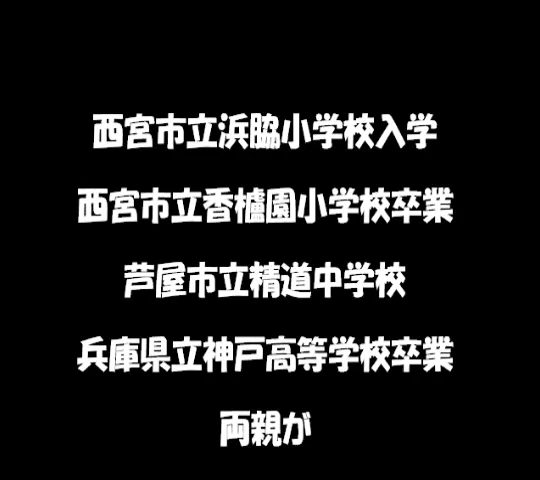 西宮市立浜脇小学校入学
西宮市立香櫨園小学校卒業
芦屋市立精道中学校
兵庫県立神戸高等学校卒業
両親が